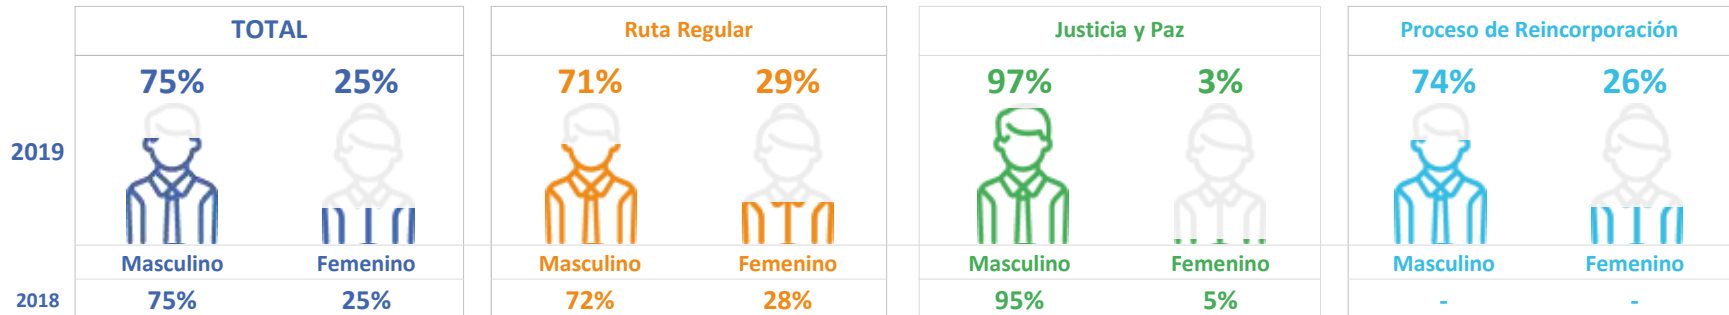 TOTAL Ruta Regular Justicia y Paz Proceso de Reincorporación
75% 25% 71% 29% 97% 3% 74% 26%
2019
Masculino Femenino Masculino Femenino Masculino Femenino Masculino Femenino
2018 75% 25% 72% 28% 95% 5% - -